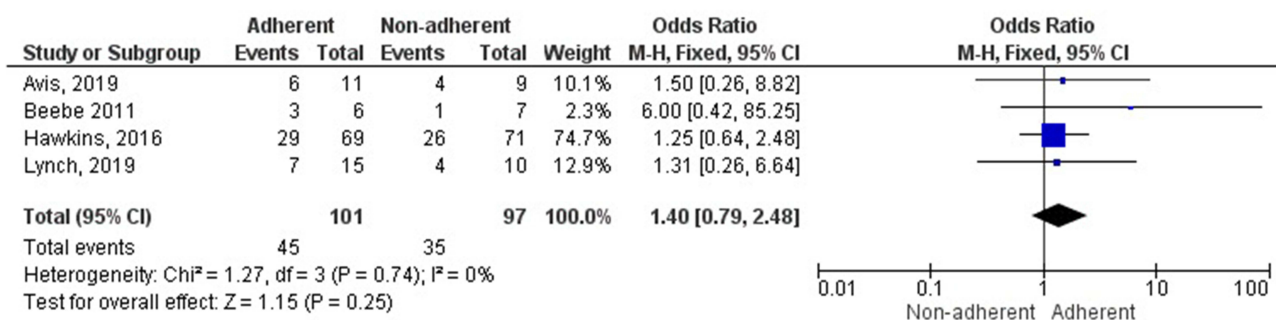 Adherent Non-adherent Odds Ratio Odds Ratio
Study or Subgroup Events Total Events Total Weight M-H, Fixed, 95% CI M-H, Fixed, 95% CI
Avis, 2019 6 11 4 9 10.1% 1.50 [0.26, 8.82]
Beebe 2011 3 6 1 7 2.3% 6.00 [0.42, 85.25]
Hawkins, 2016 29 69 26 71 74.7% 1.25 [0.64, 2.48]
Lynch, 2019 7 15 4 10 12.9% 1.31 [0.26, 6.64]
Total (95% CI) 101 97 100.0% 1.40 [0.79, 2.48]
Total events 45 35
Heterogeneity: Chi² = 1.27, df = 3 (P = 0.74); I² = 0%
Test for overall effect: Z = 1.15 (P = 0.25)
0.01 0.1 1 10 100
Non-adherent Adherent